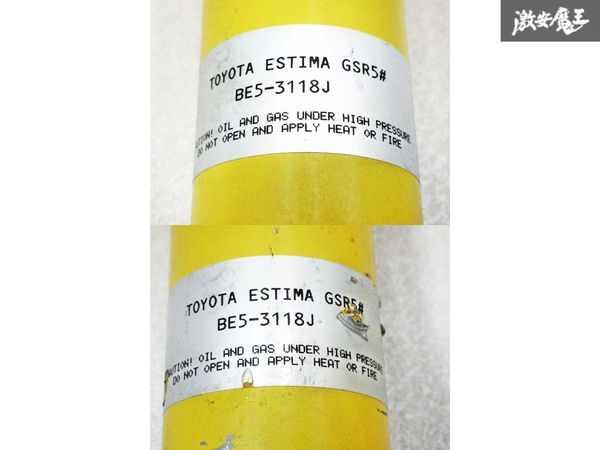 激安魔王
TOYOTA ESTIMA GSR5#
BE5-3118J
AUTION! OIL AND GAS UNDER HIGH PRESSURE
DO NOT OPEN AND APPLY HEAT OR FIRE
TOYOTA ESTIMA GSR5#
BE5-3118J
AUTION! OIL AND GAS UNDER HIGH PRESSURE
DO NOT OPEN AND APPLY HEAT OR FIRE